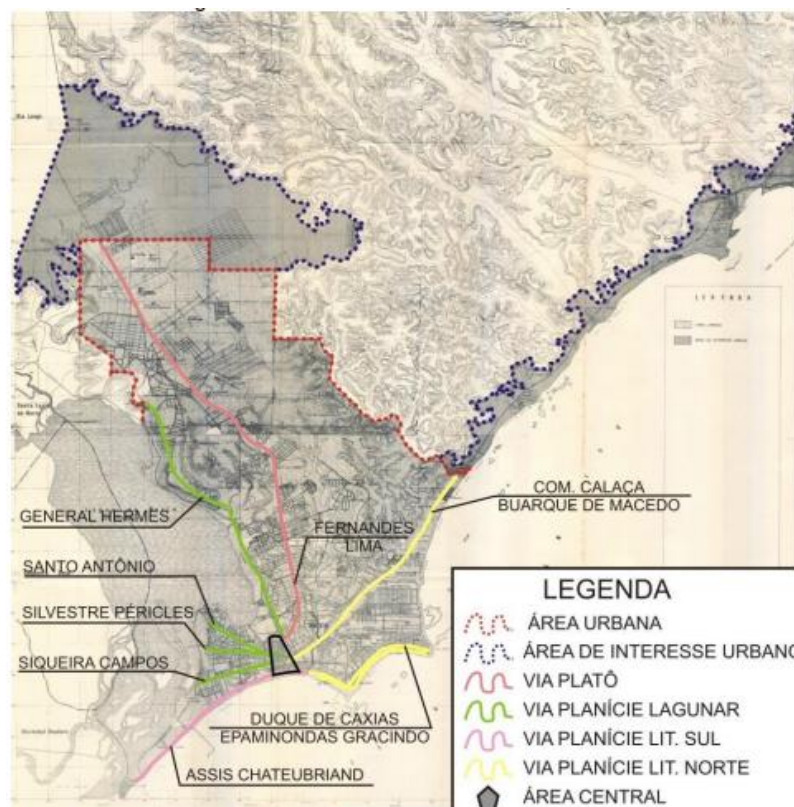 GENERAL HERMES
SANTO ANTÔNIO
SILVESTRE PÉRICLES
SIQUEIRA CAMPOS
FERNANDES
LIMA
COM. CALAÇA
BUARQUE DE MACEDO
DUQUE DE CAXIAS
EPAMINONDAS GRACINDO
ASSIS CHATEUBRIAND
LEGENDA
LEGENDA
ÁREA URBANA
ÁREA DE INTERESSE URBANO
VIA PLATÔ
VIA PLANÍCIE LAGUNAR
VIA PLANÍCIE LIT. SUL
VIA PLANÍCIE LIT. NORTE
ÁREA CENTRAL